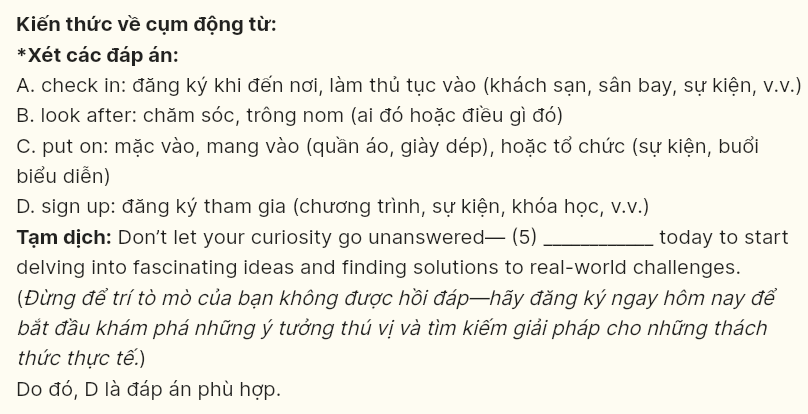 Kiến thức về cụm động từ:
*Xét các đáp án:
A. check in: đăng ký khi đến nơi, làm thủ tục vào (khách sạn, sân bay, sự kiện, v.v.)
B. look after: chăm sóc, trông nom (ai đó hoặc điều gì đó)
C. put on: mặc vào, mang vào (quần áo, giày dép), hoặc tổ chức (sự kiện, buổi
biểu diễn)
D. sign up: đăng ký tham gia (chương trình, sự kiện, khóa học, v.v.)
Tạm dịch: Don’t let your curiosity go unanswered— (5) ____________ today to start
delving into fascinating ideas and finding solutions to real-world challenges.
(Đừng để trí tò mò của bạn không được hồi đáp—hãy đăng ký ngay hôm nay để
bắt đầu khám phá những ý tưởng thú vị và tìm kiếm giải pháp cho những thách
thức thực tế.)
Do đó, D là đáp án phù hợp.